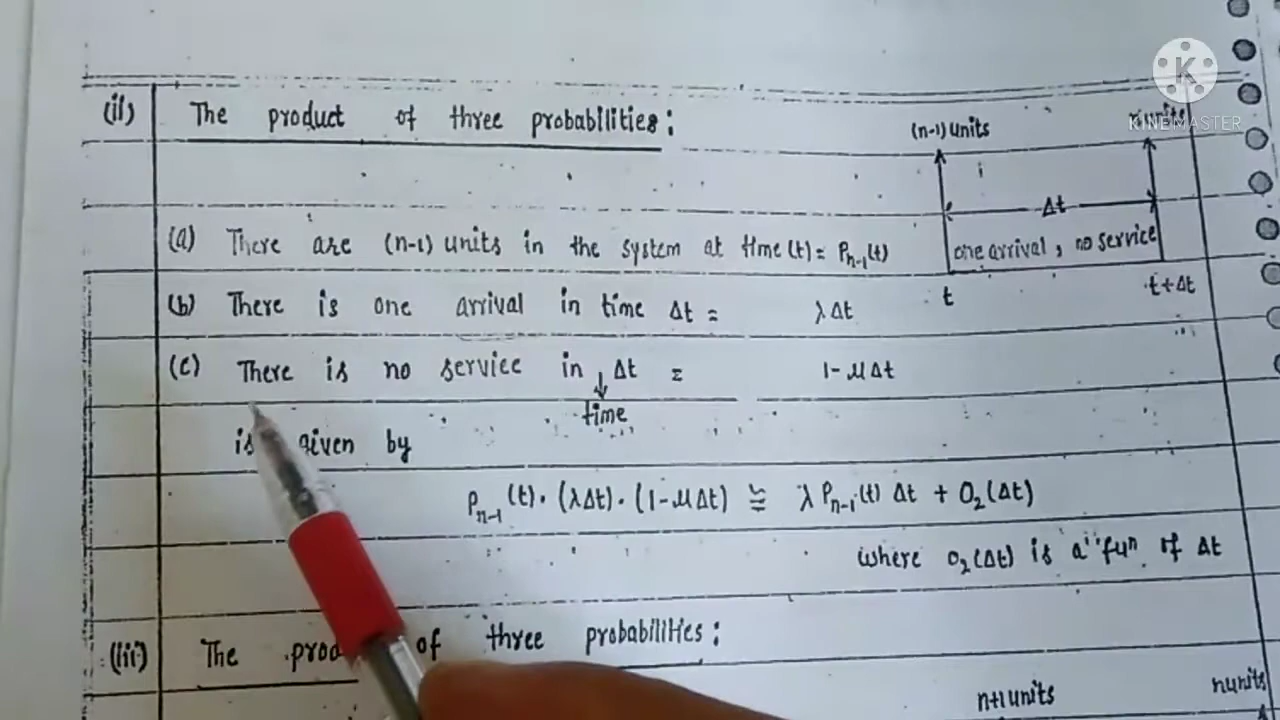 (ii) The product of three probabilities:
(n-1) units n units
KINEMASTER
Δt
(a) There are (n-1) units in the system at time (t) = Pn-1(t)
one arrival, no service
t t+Δt
(b) There is one arrival in time Δt = λΔt
(c) There is no service in Δt = 1-μΔt
time
is given by
Pn-1(t)·(λΔt)·(1-μΔt) ≅ λPn-1(t) Δt + O2(Δt)
where O2(Δt) is a fun of Δt
(iii) The of three probabilities:
n+1 units n units